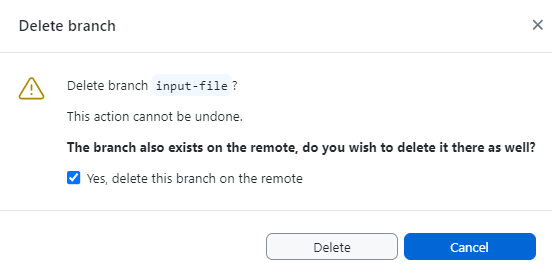 Delete branch
Delete branch input-file?
This action cannot be undone.
The branch also exists on the remote, do you wish to delete it there as well?
Yes, delete this branch on the remote
Delete
Cancel